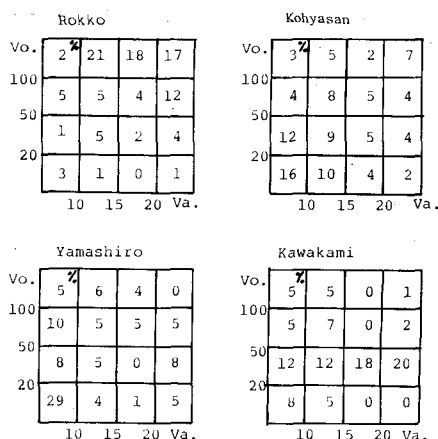 Rokko
Vo. 2% 21 18 17
100
5 5 4 12
50
1 5 2 4
20
3 1 0 1
10 15 20 Va.
Kohyasan
Vo. 3% 5 2 7
100
4 8 5 4
50
12 9 5 4
20
16 10 4 2
10 15 20 Va.
Yamashiro
Vo. 5% 6 4 0
100
10 5 5 5
50
8 5 0 8
20
29 4 1 5
10 15 20 Va.
Kawakami
Vo. 5% 5 0 1
100
5 7 0 2
50
12 12 18 20
20
8 5 0 0
10 15 20 Va.